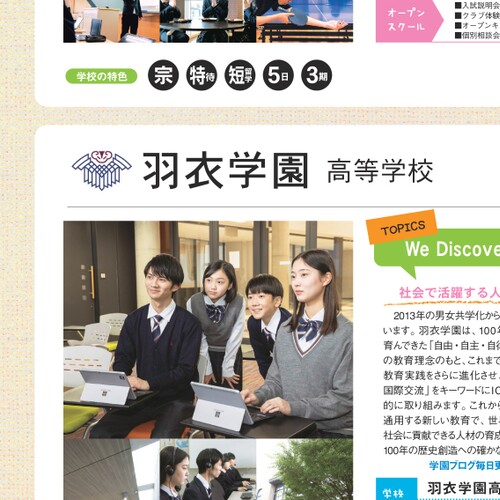 オープン
スクール
■入試説明会
■クラブ体験
■オープンキ
■個別相談会
学校の特色
宗 特待 短留学 5日 3期
羽衣学園 高等学校
TOPICS
We Discove
社会で活躍する人
2013年の男女共学化から
います。羽衣学園は、100年
育んできた「自由・自主・自律
の教育理念のもと、これまで
教育実践をさらに進化させ、
国際交流」をキーワードにIC
的に取り組みます。これから
通用する新しい教育で、世
社会に貢献できる人材の育成
100年の歴史創造への確かな
学園ブログ毎日更
学校
羽衣学園高